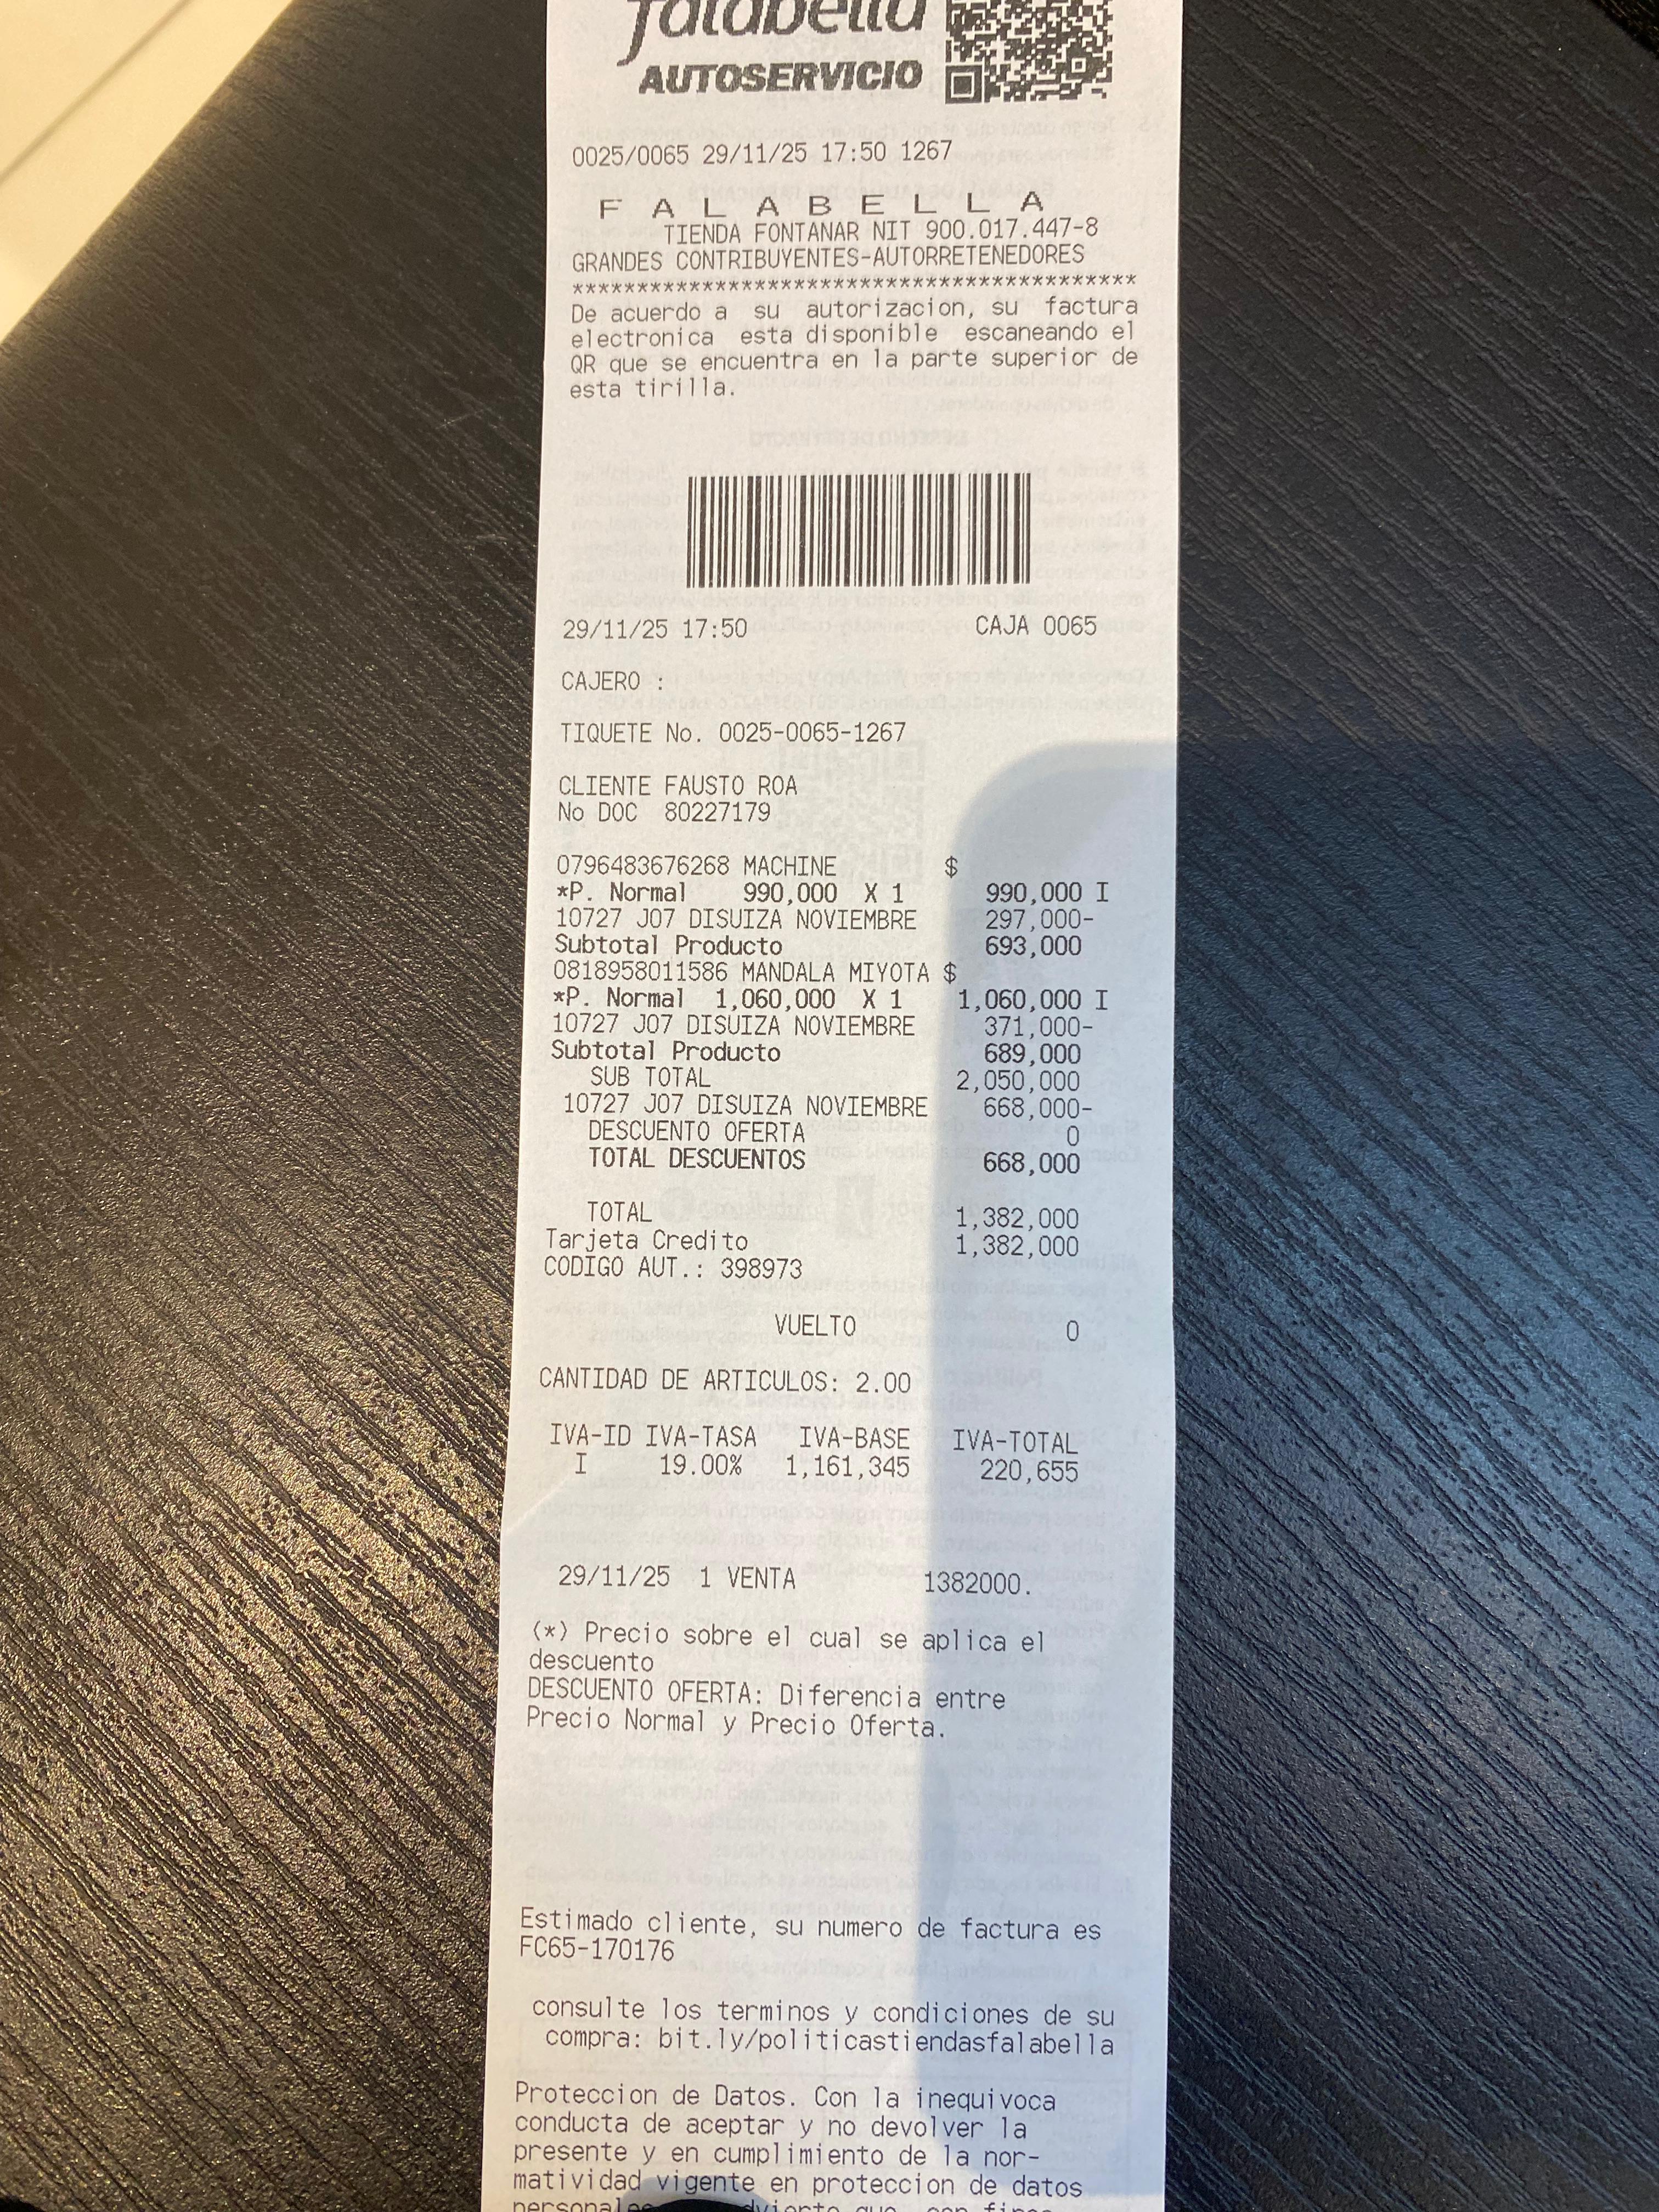 falabella
AUTOSERVICIO
0025/0065 29/11/25 17:50 1267
F A L A B E L L A
TIENDA FONTANAR NIT 900.017.447-8
GRANDES CONTRIBUYENTES-AUTORRETENEDORES
*******************************************
De acuerdo a su autorizacion, su factura
electronica esta disponible escaneando el
QR que se encuentra en la parte superior de
esta tirilla.
29/11/25 17:50 CAJA 0065
CAJERO :
TIQUETE No. 0025-0065-1267
CLIENTE FAUSTO ROA
No DOC 80227179
0796483676268 MACHINE $
*P. Normal 990,000 X 1 990,000 I
10727 J07 DISUIZA NOVIEMBRE 297,000-
Subtotal Producto 693,000
0818958011586 MANDALA MIYOTA $
*P. Normal 1,060,000 X 1 1,060,000 I
10727 J07 DISUIZA NOVIEMBRE 371,000-
Subtotal Producto 689,000
SUB TOTAL 2,050,000
10727 J07 DISUIZA NOVIEMBRE 668,000-
DESCUENTO OFERTA 0
TOTAL DESCUENTOS 668,000
TOTAL 1,382,000
Tarjeta Credito 1,382,000
CODIGO AUT.: 398973
VUELTO 0
CANTIDAD DE ARTICULOS: 2.00
IVA-ID IVA-TASA IVA-BASE IVA-TOTAL
I 19.00% 1,161,345 220,655
29/11/25 1 VENTA 1382000.
(*) Precio sobre el cual se aplica el
descuento
DESCUENTO OFERTA: Diferencia entre
Precio Normal y Precio Oferta.
Estimado cliente, su numero de factura es
FC65-170176
consulte los terminos y condiciones de su
compra: bit.ly/politicastiendasfalabella
Proteccion de Datos. Con la inequivoca
conducta de aceptar y no devolver la
presente y en cumplimiento de la nor-
matividad vigente en proteccion de datos